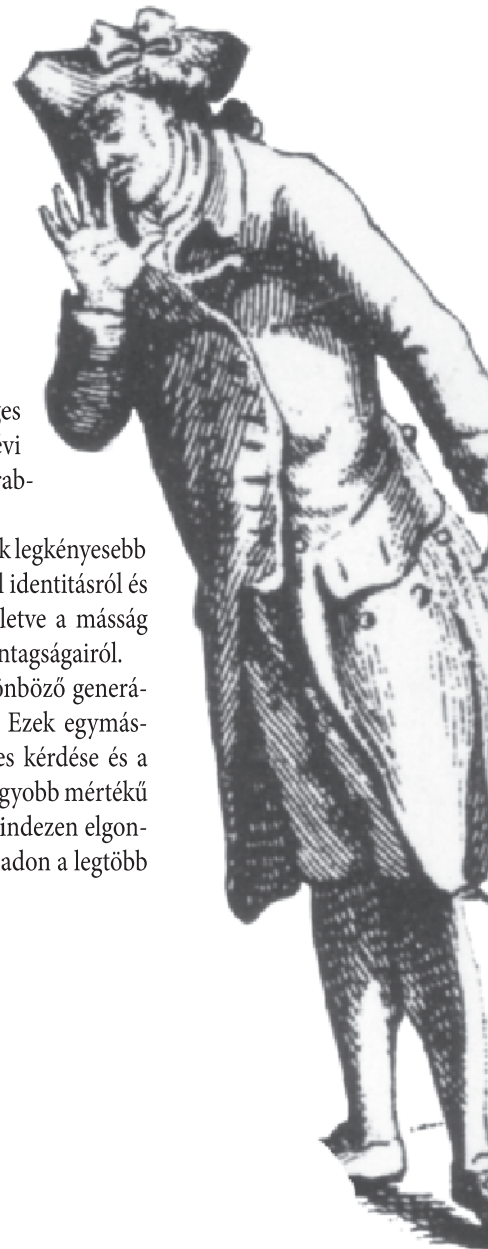 ges
évi
rab-
k legkényesebb
l identitásról és
letve a másság
ntagságairól.
önböző generá-
Ezek egymás-
es kérdése és a
gyobb mértékű
indezen elgon-
adon a legtöbb